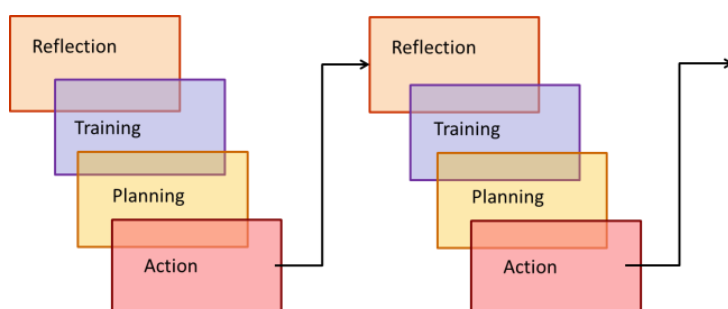 Reflection
Training
Planning
Action
Reflection
Training
Planning
Action